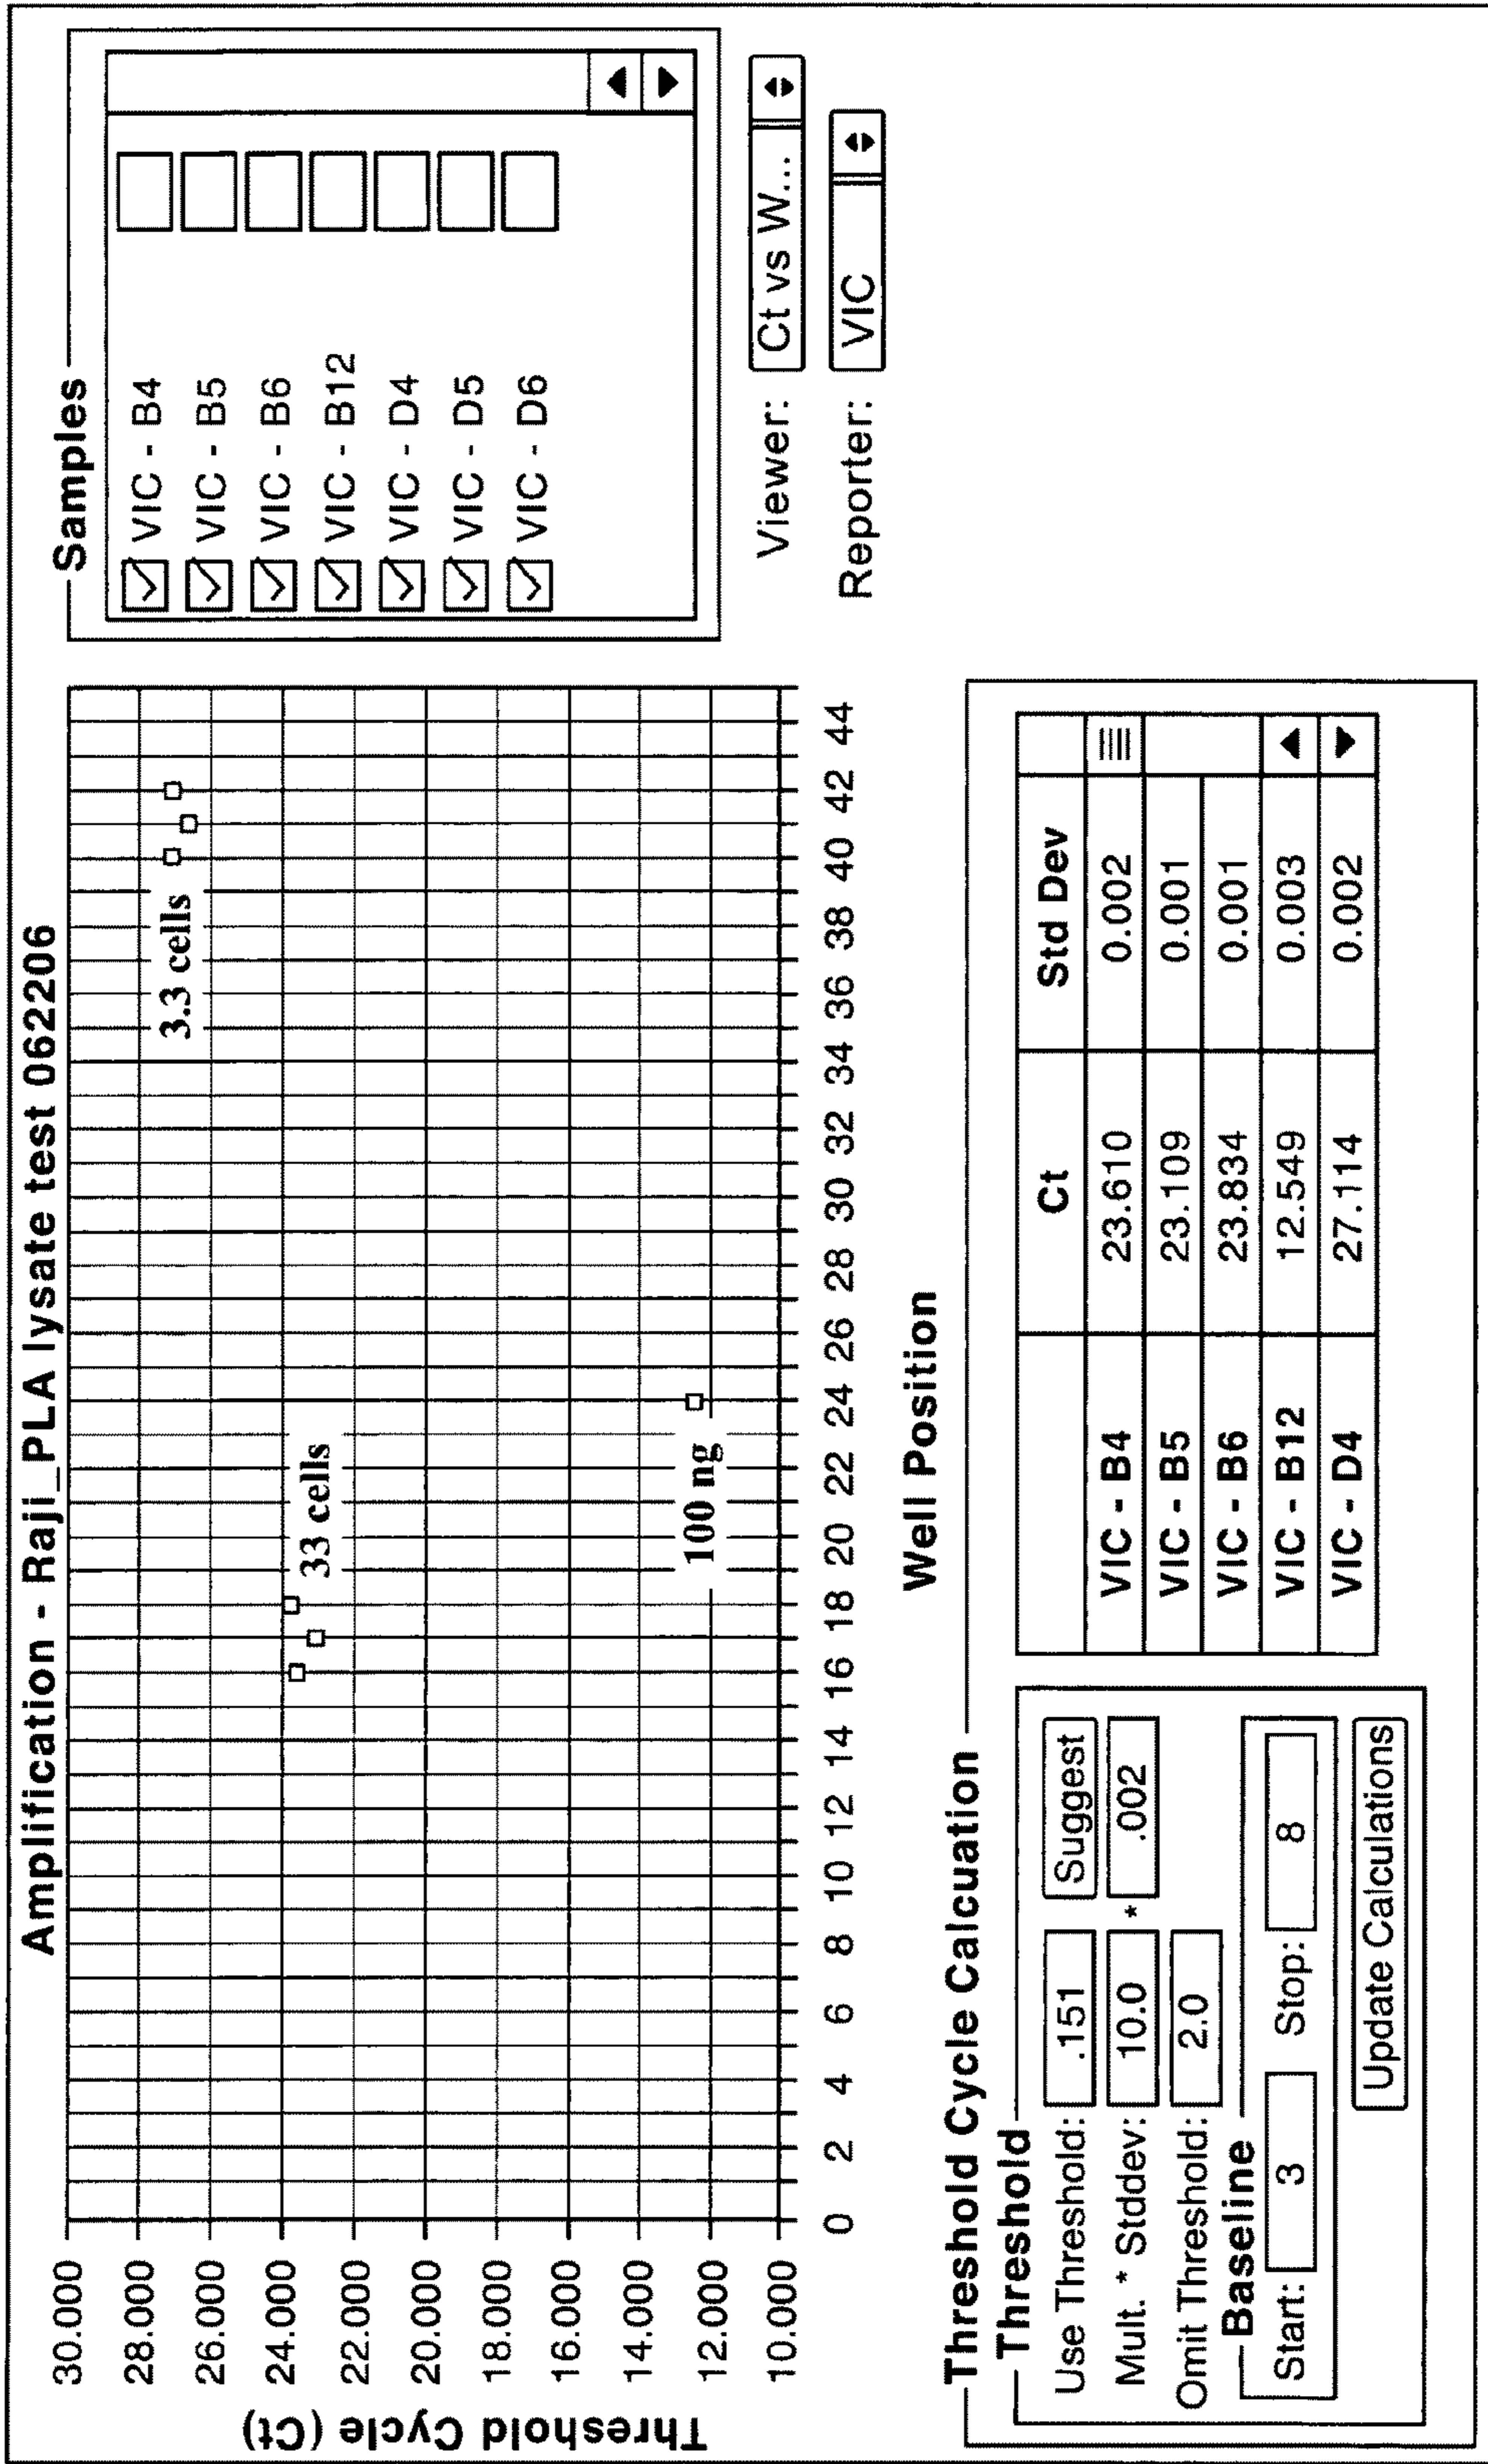 Amplification - Raji_PLA lysate test 062206
Threshold Cycle (Ct)
30.000
28.000
26.000
24.000
22.000
20.000
18.000
16.000
14.000
12.000
10.000
33 cells
3.3 cells
100 ng
0 2 4 6 8 10 12 14 16 18 20 22 24 26 28 30 32 34 36 38 40 42 44
Well Position
Samples
VIC - B4
VIC - B5
VIC - B6
VIC - B12
VIC - D4
VIC - D5
VIC - D6
Viewer: Ct vs W...
Reporter: VIC
Threshold Cycle Calcuation
Threshold
Use Threshold: .151 Suggest
Mult. * Stddev: 10.0 * .002
Omit Threshold: 2.0
Baseline
Start: 3 Stop: 8
Update Calculations
Ct Std Dev
VIC - B4 23.610 0.002
VIC - B5 23.109 0.001
VIC - B6 23.834 0.001
VIC - B12 12.549 0.003
VIC - D4 27.114 0.002